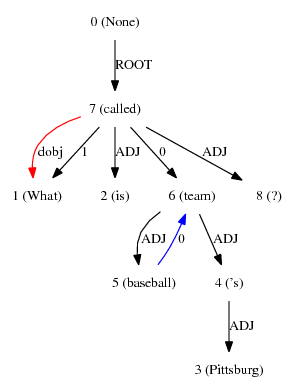 0 (None)
ROOT
7 (called)
dobj 1 ADJ 0 ADJ
1 (What) 2 (is) 6 (team) 8 (?)
ADJ 0 ADJ
5 (baseball) 4 ('s)
ADJ
3 (Pittsburg)